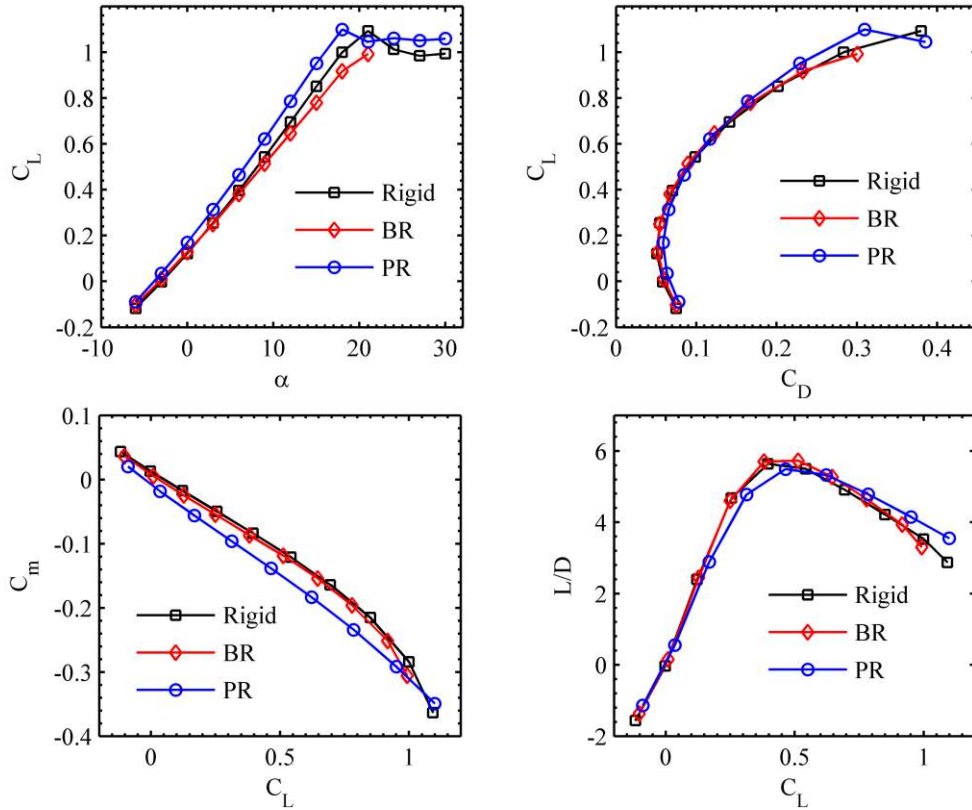 1
0.8
0.6
0.4
0.2
0
-0.2
-10 0 10 20 30
α
C_L
Rigid
BR
PR
1
0.8
0.6
0.4
0.2
0
-0.2
0 0.1 0.2 0.3 0.4
C_D
C_L
Rigid
BR
PR
0.1
0
-0.1
-0.2
-0.3
-0.4
0 0.5 1
C_L
C_m
Rigid
BR
PR
6
4
2
0
-2
0 0.5 1
C_L
L/D
Rigid
BR
PR